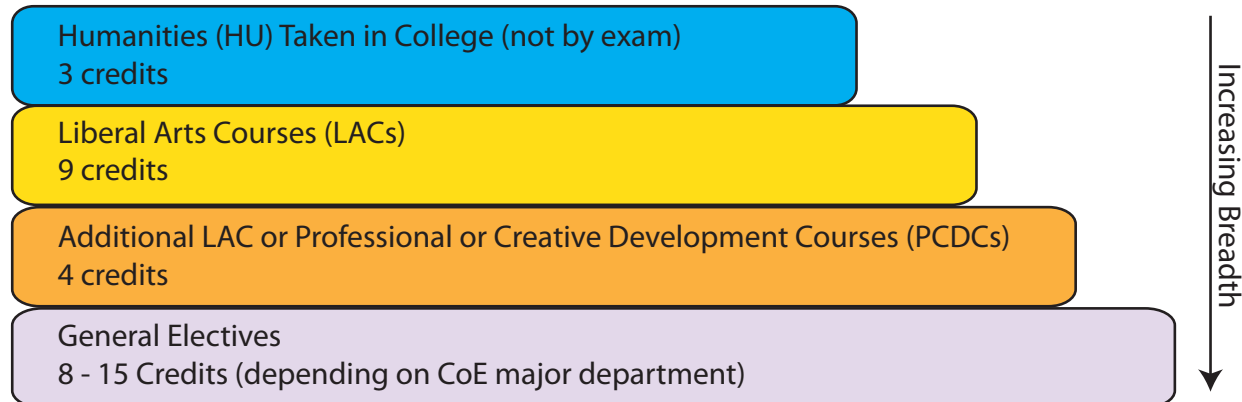 Humanities (HU) Taken in College (not by exam)
3 credits
Liberal Arts Courses (LACs)
9 credits
Additional LAC or Professional or Creative Development Courses (PCDCs)
4 credits
General Electives
8 - 15 Credits (depending on CoE major department)
Increasing Breadth